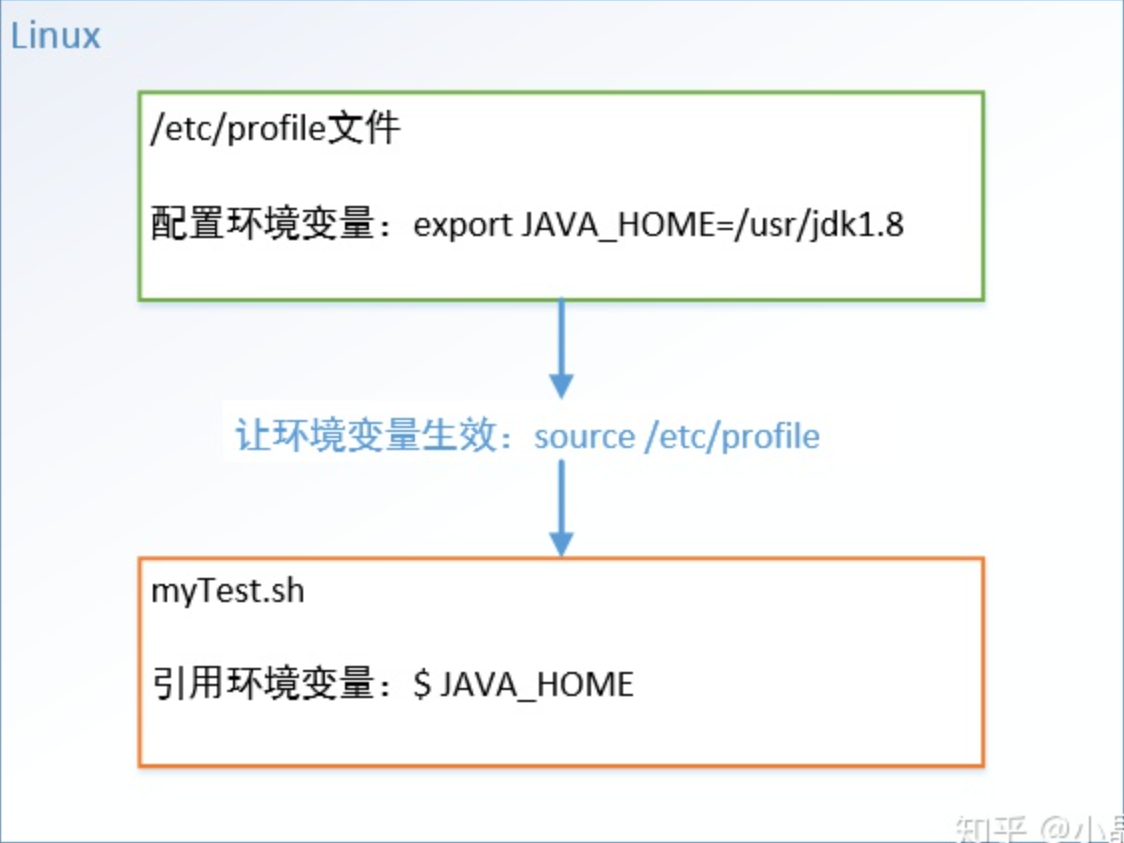 Linux
/etc/profile文件
配置环境变量：export JAVA_HOME=/usr/jdk1.8
让环境变量生效：source /etc/profile
myTest.sh
引用环境变量：$ JAVA_HOME
知乎 @小